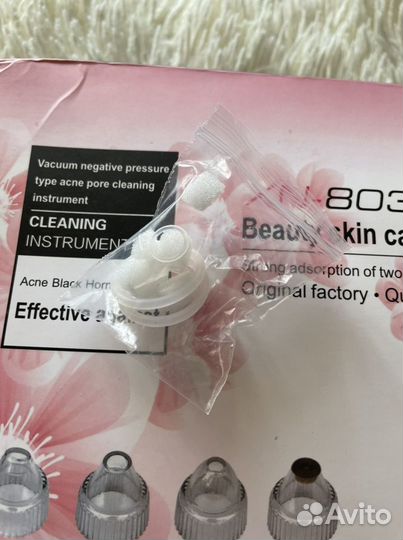 Vacuum negative pressure
type acne pore cleaning
instrument
CLEANING
INSTRUMENT
Acne Black Horn
Effective
803
Beauty skin ca
Strong adsorption of two
Original factory • Qu
Avito